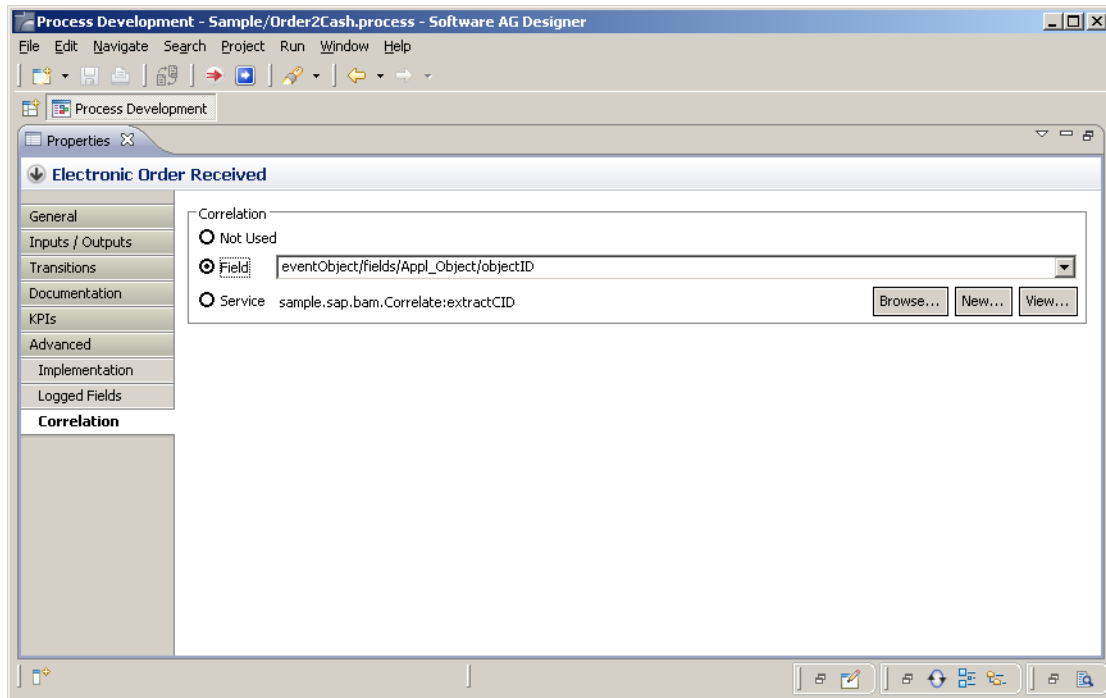 Process Development - Sample/Order2Cash.process - Software AG Designer
File Edit Navigate Search Project Run Window Help
Process Development
Properties
Electronic Order Received
General
Inputs / Outputs
Transitions
Documentation
KPIs
Advanced
Implementation
Logged Fields
Correlation
Correlation
Not Used
Field eventObject/fields/Appl_Object/objectID
Service sample.sap.bam.Correlate:extractCID Browse... New... View...